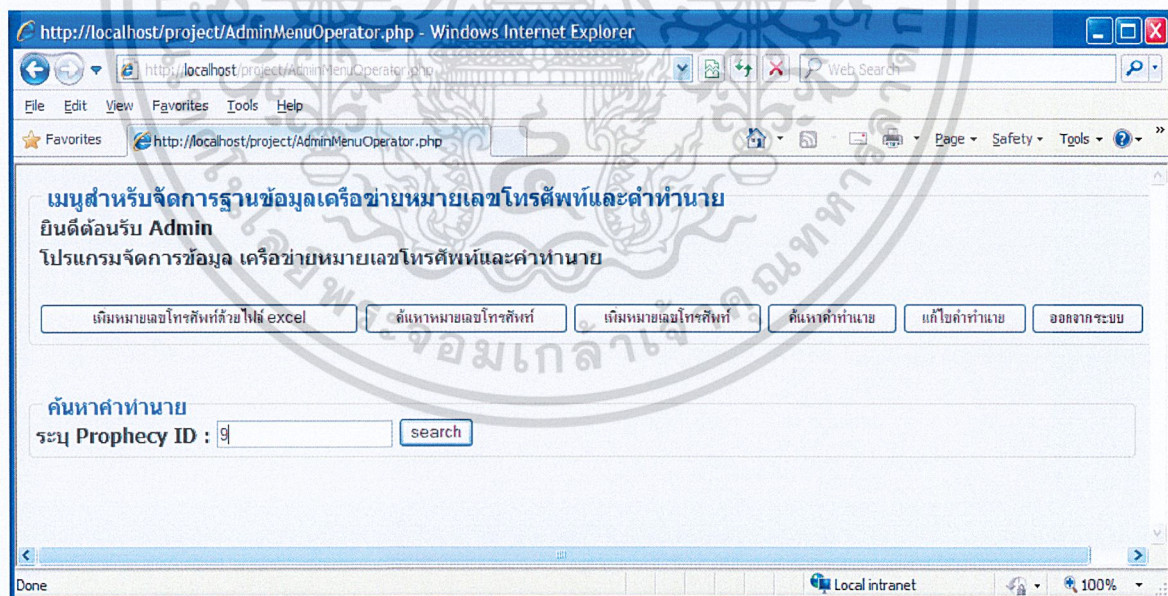 http://localhost/project/AdminMenuOperator.php - Windows Internet Explorer
http://localhost/project/AdminMenuOperator.php Web Search
File Edit View Favorites Tools Help
Favorites http://localhost/project/AdminMenuOperator.php Page Safety Tools »
เมนูสำหรับจัดการฐานข้อมูลเครือข่ายหมายเลขโทรศัพท์และคำทำนาย
ยินดีต้อนรับ Admin
โปรแกรมจัดการข้อมูล เครือข่ายหมายเลขโทรศัพท์และคำทำนาย
เพิ่มหมายเลขโทรศัพท์ด้วยไฟล์ excel ค้นหาหมายเลขโทรศัพท์ เพิ่มหมายเลขโทรศัพท์ ค้นหาคำทำนาย แก้ไขคำทำนาย ออกจากระบบ
ค้นหาคำทำนาย
ระบุ Prophecy ID : 9 search
Done Local intranet 100%